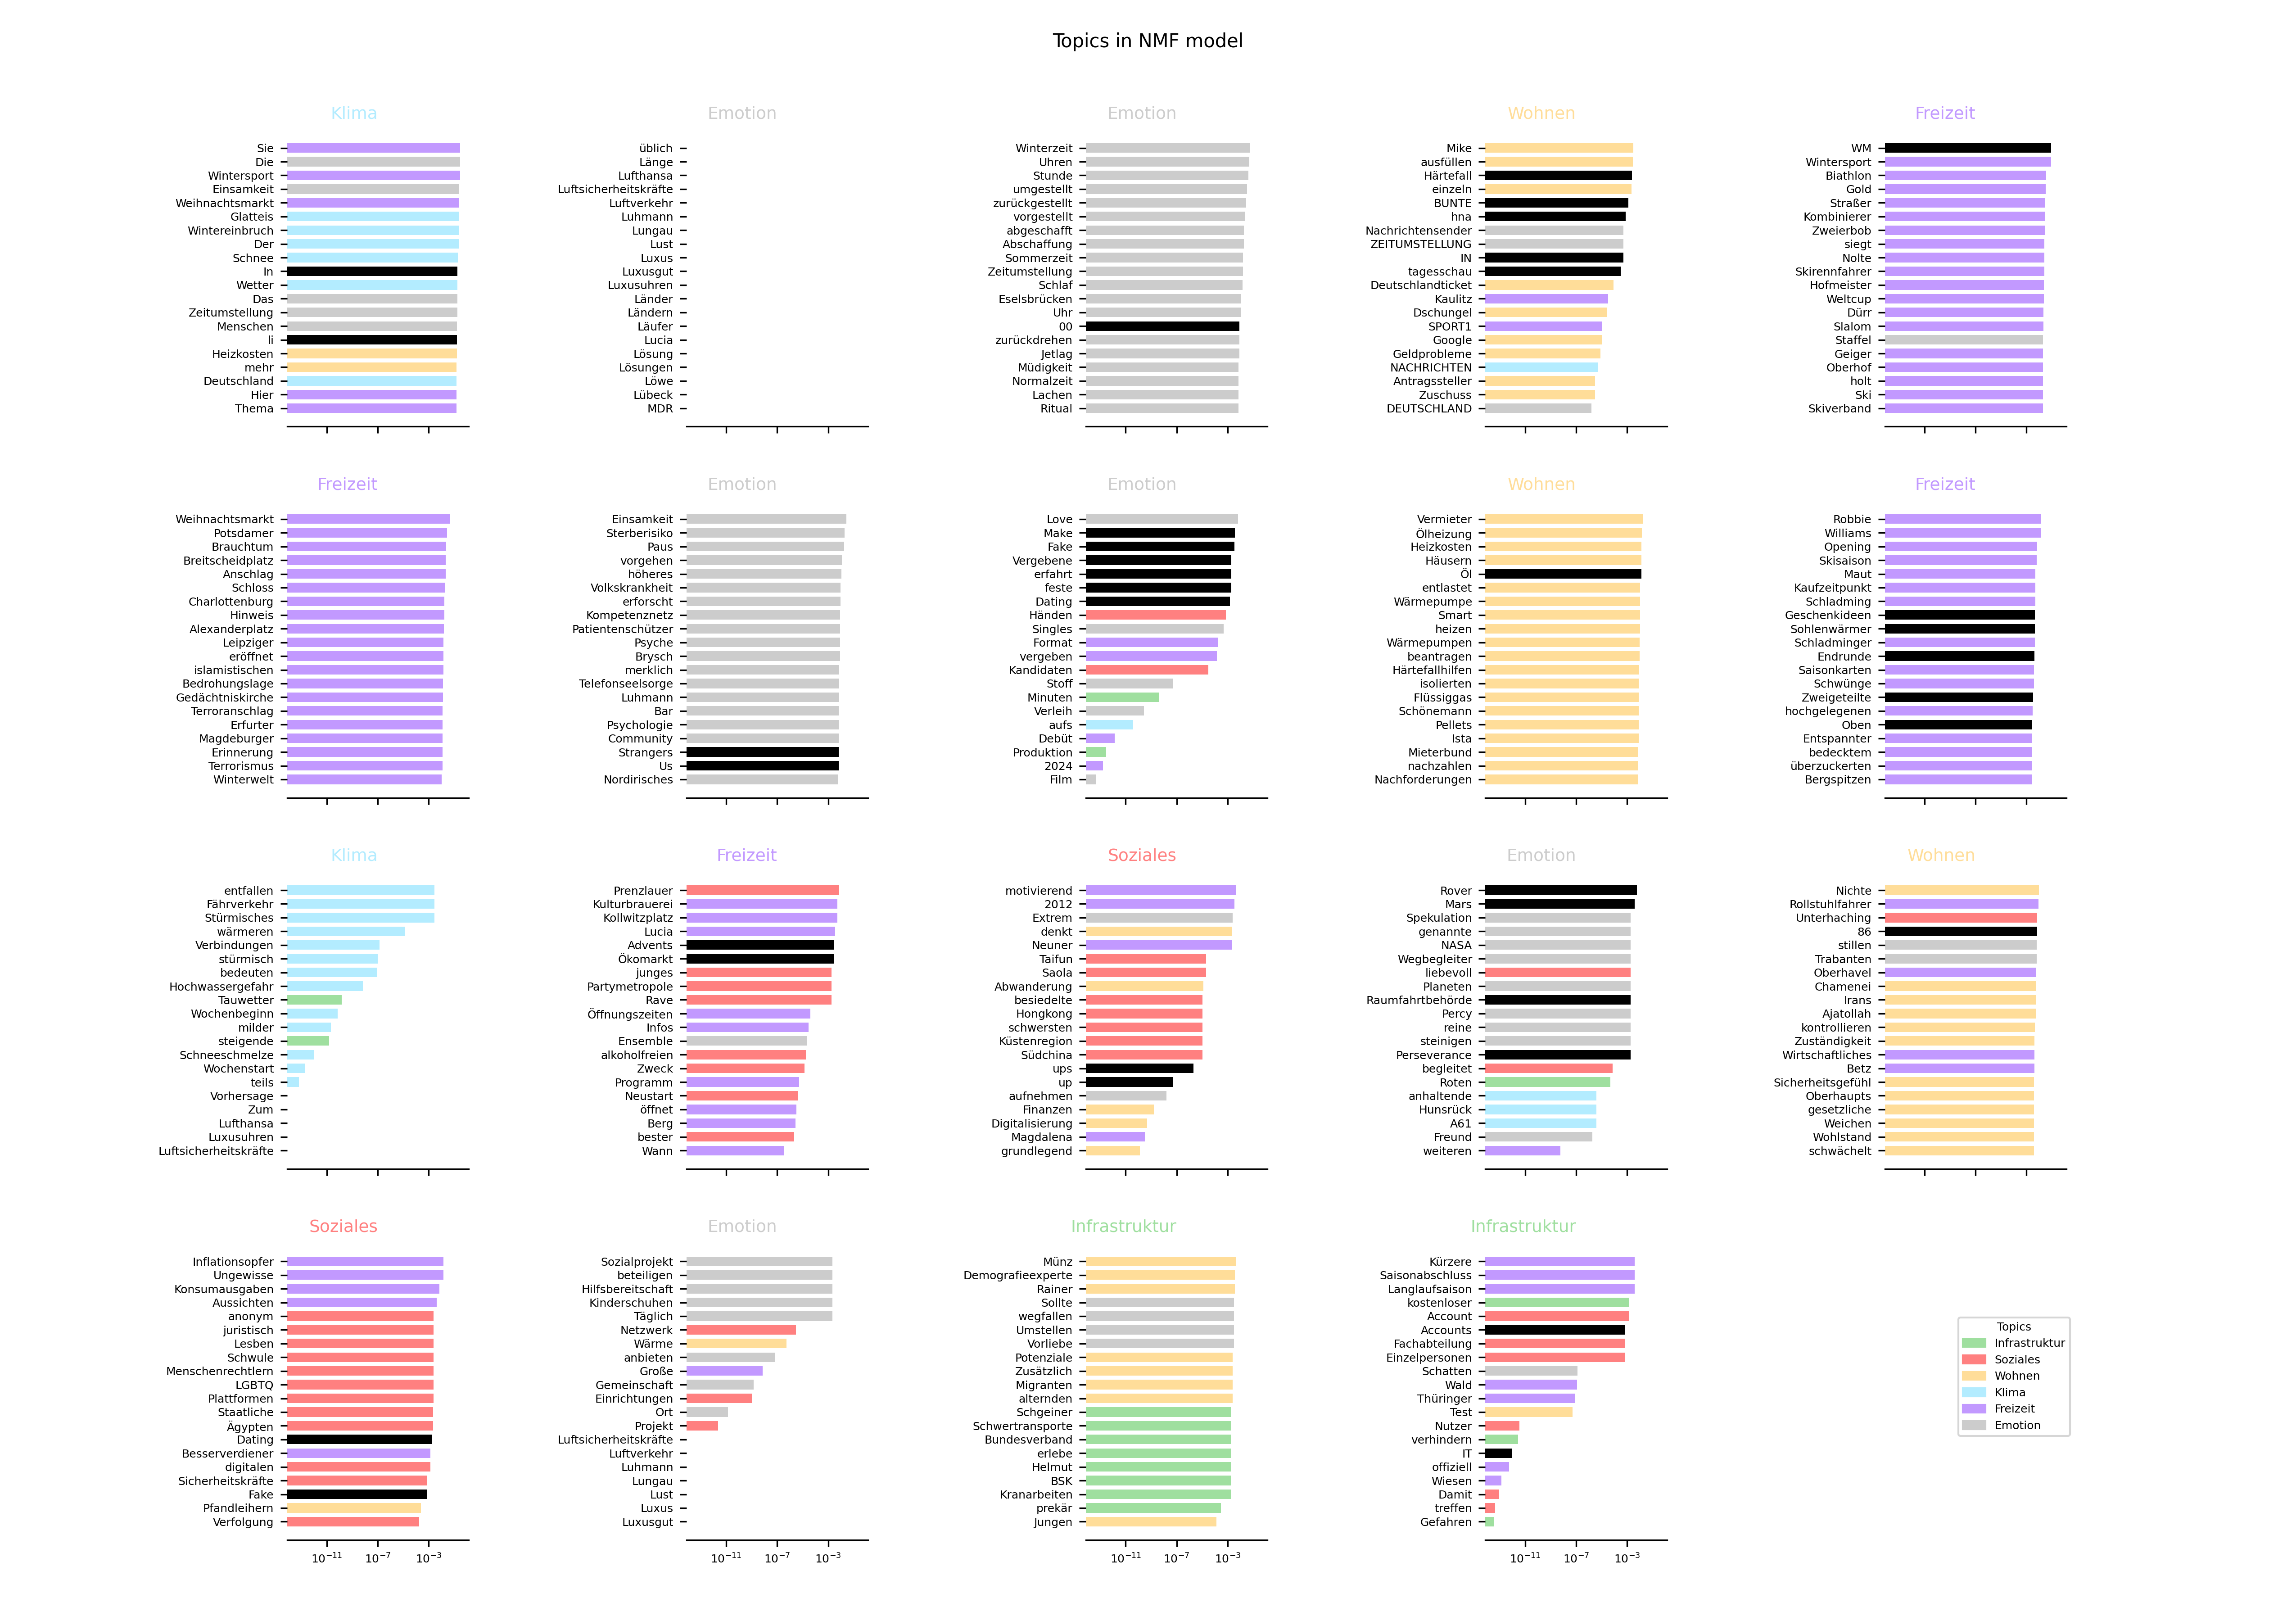 Topics in NMF model
Klima
Sie
Die
Wintersport
Einsamkeit
Weihnachtsmarkt
Glatteis
Wintereinbruch
Der
Schnee
In
Wetter
Das
Zeitumstellung
Menschen
li
Heizkosten
mehr
Deutschland
Hier
Thema
Emotion
üblich
Länge
Lufthansa
Luftsicherheitskräfte
Luftverkehr
Luhmann
Lungau
Lust
Luxus
Luxusgut
Luxusuhren
Länder
Ländern
Läufer
Lucia
Lösung
Lösungen
Löwe
Lübeck
MDR
Emotion
Winterzeit
Uhren
Stunde
umgestellt
zurückgestellt
vorgestellt
abgeschafft
Abschaffung
Sommerzeit
Zeitumstellung
Schlaf
Eselsbrücken
Uhr
00
zurückdrehen
Jetlag
Müdigkeit
Normalzeit
Lachen
Ritual
Wohnen
Mike
ausfüllen
Härtefall
einzeln
BUNTE
hna
Nachrichtensender
ZEITUMSTELLUNG
IN
tagesschau
Deutschlandticket
Kaulitz
Dschungel
SPORT1
Google
Geldprobleme
NACHRICHTEN
Antragssteller
Zuschuss
DEUTSCHLAND
Freizeit
WM
Wintersport
Biathlon
Gold
Straßer
Kombinierer
Zweierbob
siegt
Nolte
Skirennfahrer
Hofmeister
Weltcup
Dürr
Slalom
Staffel
Geiger
Oberhof
holt
Ski
Skiverband
Freizeit
Weihnachtsmarkt
Potsdamer
Brauchtum
Breitscheidplatz
Anschlag
Schloss
Charlottenburg
Hinweis
Alexanderplatz
Leipziger
eröffnet
islamistischen
Bedrohungslage
Gedächtniskirche
Terroranschlag
Erfurter
Magdeburger
Erinnerung
Terrorismus
Winterwelt
Emotion
Einsamkeit
Sterberisiko
Paus
vorgehen
höheres
Volkskrankheit
erforscht
Kompetenznetz
Patientenschützer
Psyche
Brysch
merklich
Telefonseelsorge
Luhmann
Bar
Psychologie
Community
Strangers
Us
Nordirisches
Emotion
Love
Make
Fake
Vergebene
erfahrt
feste
Dating
Händen
Singles
Format
vergeben
Kandidaten
Stoff
Minuten
Verleih
aufs
Debüt
Produktion
2024
Film
Wohnen
Vermieter
Ölheizung
Heizkosten
Häusern
Öl
entlastet
Wärmepumpe
Smart
heizen
Wärmepumpen
beantragen
Härtefallhilfen
isolierten
Flüssiggas
Schönemann
Pellets
Ista
Mieterbund
nachzahlen
Nachforderungen
Freizeit
Robbie
Williams
Opening
Skisaison
Maut
Kaufzeitpunkt
Schladming
Geschenkideen
Sohlenwärmer
Schladminger
Endrunde
Saisonkarten
Schwünge
Zweigeteilte
hochgelegenen
Oben
Entspannter
bedecktem
überzuckerten
Bergspitzen
Klima
entfallen
Fährverkehr
Stürmisches
wärmeren
Verbindungen
stürmisch
bedeuten
Hochwassergefahr
Tauwetter
Wochenbeginn
milder
steigende
Schneeschmelze
Wochenstart
teils
Vorhersage
Zum
Lufthansa
Luxusuhren
Luftsicherheitskräfte
Freizeit
Prenzlauer
Kulturbrauerei
Kollwitzplatz
Lucia
Advents
Ökomarkt
junges
Partymetropole
Rave
Öffnungszeiten
Infos
Ensemble
alkoholfreien
Zweck
Programm
Neustart
öffnet
Berg
bester
Wann
Soziales
motivierend
2012
Extrem
denkt
Neuner
Taifun
Saola
Abwanderung
besiedelte
Hongkong
schwersten
Küstenregion
Südchina
ups
up
aufnehmen
Finanzen
Digitalisierung
Magdalena
grundlegend
Emotion
Rover
Mars
Spekulation
genannte
NASA
Wegbegleiter
liebevoll
Planeten
Raumfahrtbehörde
Percy
reine
steinigen
Perseverance
begleitet
Roten
anhaltende
Hunsrück
A61
Freund
weiteren
Wohnen
Nichte
Rollstuhlfahrer
Unterhaching
86
stillen
Trabanten
Oberhavel
Chamenei
Irans
Ajatollah
kontrollieren
Zuständigkeit
Wirtschaftliches
Betz
Sicherheitsgefühl
Oberhaupts
gesetzliche
Weichen
Wohlstand
schwächelt
Soziales
Inflationsopfer
Ungewisse
Konsumausgaben
Aussichten
anonym
juristisch
Lesben
Schwule
Menschenrechtlern
LGBTQ
Plattformen
Staatliche
Ägypten
Dating
Besserverdiener
digitalen
Sicherheitskräfte
Fake
Pfandleihern
Verfolgung
10⁻¹¹ 10⁻⁷ 10⁻³
Emotion
Sozialprojekt
beteiligen
Hilfsbereitschaft
Kinderschuhen
Täglich
Netzwerk
Wärme
anbieten
Große
Gemeinschaft
Einrichtungen
Ort
Projekt
Luftsicherheitskräfte
Luftverkehr
Luhmann
Lungau
Lust
Luxus
Luxusgut
10⁻¹¹ 10⁻⁷ 10⁻³
Infrastruktur
Münz
Demografieexperte
Rainer
Sollte
wegfallen
Umstellen
Vorliebe
Potenziale
Zusätzlich
Migranten
alternden
Schgeiner
Schwertransporte
Bundesverband
erlebe
Helmut
BSK
Kranarbeiten
prekär
Jungen
10⁻¹¹ 10⁻⁷ 10⁻³
Infrastruktur
Kürzere
Saisonabschluss
Langlaufsaison
kostenloser
Account
Accounts
Fachabteilung
Einzelpersonen
Schatten
Wald
Thüringer
Test
Nutzer
verhindern
IT
offiziell
Wiesen
Damit
treffen
Gefahren
10⁻¹¹ 10⁻⁷ 10⁻³
Topics
Infrastruktur
Soziales
Wohnen
Klima
Freizeit
Emotion